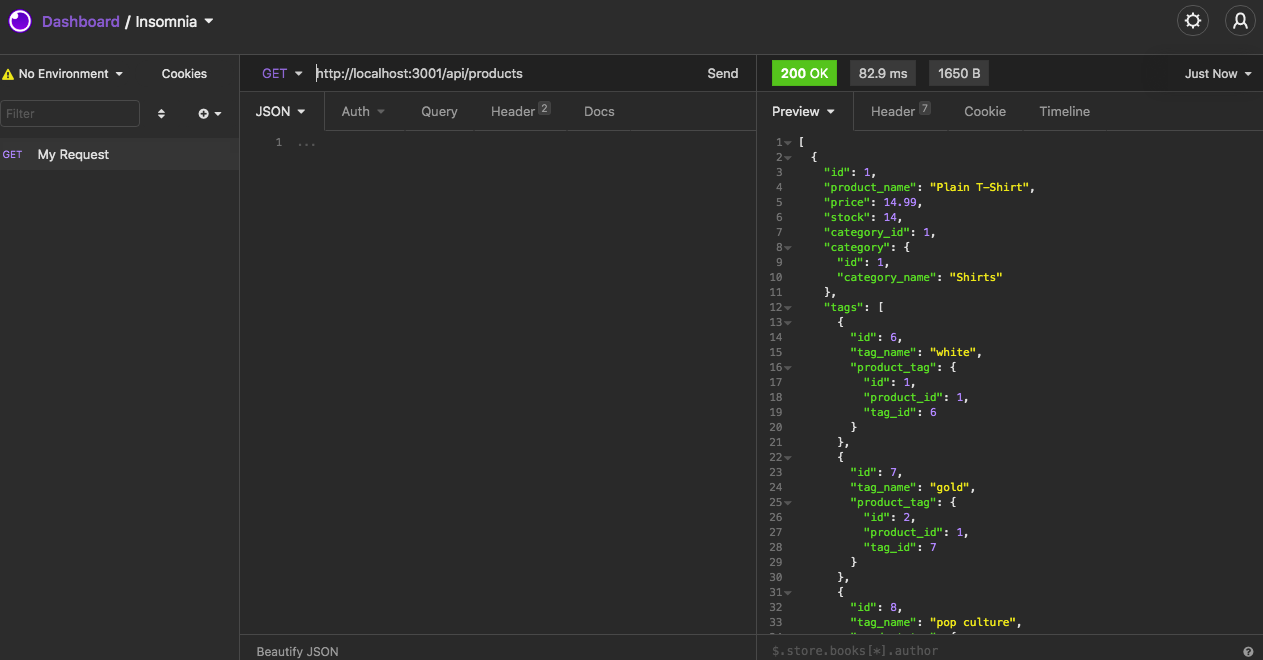 Dashboard / Insomnia
No Environment
Cookies
Filter
GET My Request
GET http://localhost:3001/api/products Send
JSON Auth Query Header 2 Docs
1 ...
Beautify JSON
200 OK 82.9 ms 1650 B Just Now
Preview Header 7 Cookie Timeline
1 [
2 {
3 "id": 1,
4 "product_name": "Plain T-Shirt",
5 "price": 14.99,
6 "stock": 14,
7 "category_id": 1,
8 "category": {
9 "id": 1,
10 "category_name": "Shirts"
11 },
12 "tags": [
13 {
14 "id": 6,
15 "tag_name": "white",
16 "product_tag": {
17 "id": 1,
18 "product_id": 1,
19 "tag_id": 6
20 }
21 },
22 {
23 "id": 7,
24 "tag_name": "gold",
25 "product_tag": {
26 "id": 2,
27 "product_id": 1,
28 "tag_id": 7
29 }
30 },
31 {
32 "id": 8,
33 "tag_name": "pop culture",
$.store.books[*].author